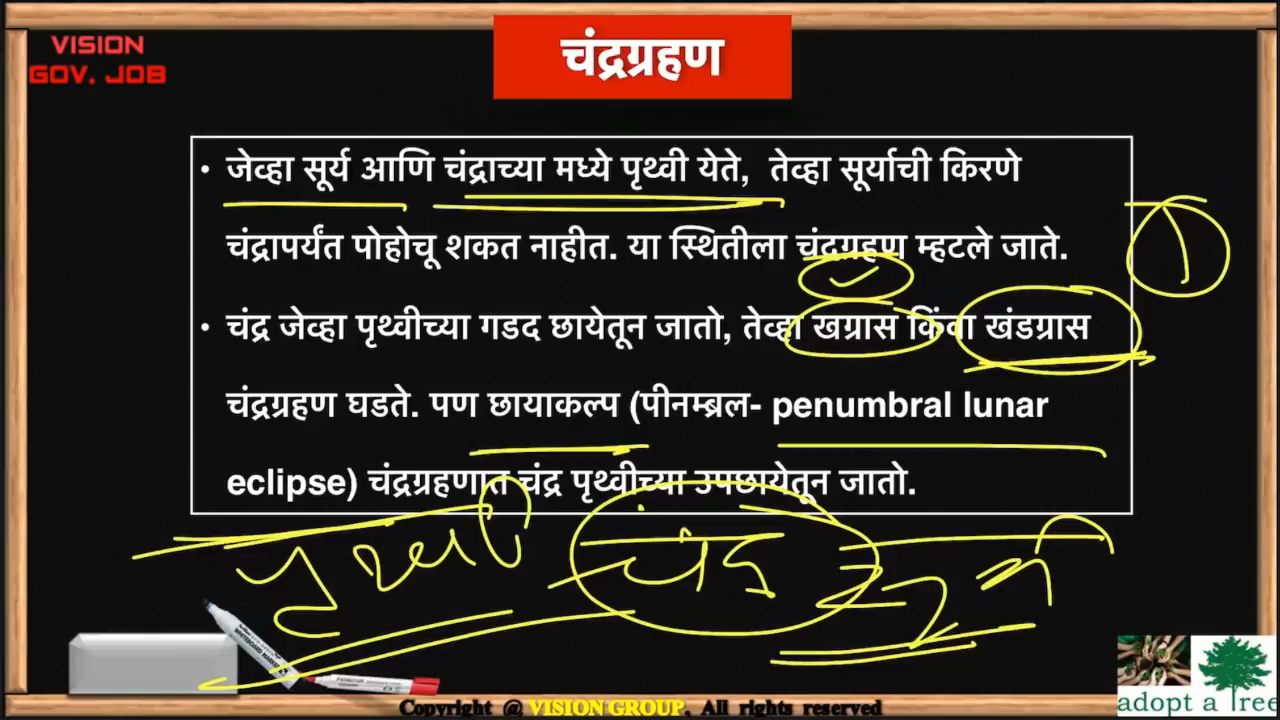 VISION
GOV. JOB
चंद्रग्रहण
• जेव्हा सूर्य आणि चंद्राच्या मध्ये पृथ्वी येते, तेव्हा सूर्याची किरणे
चंद्रापर्यंत पोहोचू शकत नाहीत. या स्थितीला चंद्रग्रहण म्हटले जाते.
• चंद्र जेव्हा पृथ्वीच्या गडद छायेतून जातो, तेव्हा खग्रास किंवा खंडग्रास
चंद्रग्रहण घडते. पण छायाकल्प (पीनम्ब्रल- penumbral lunar
eclipse) चंद्रग्रहणात चंद्र पृथ्वीच्या उपछायेतून जातो.
चंद्र
adopt a Tree
Copyright @ VISION GROUP, All rights reserved